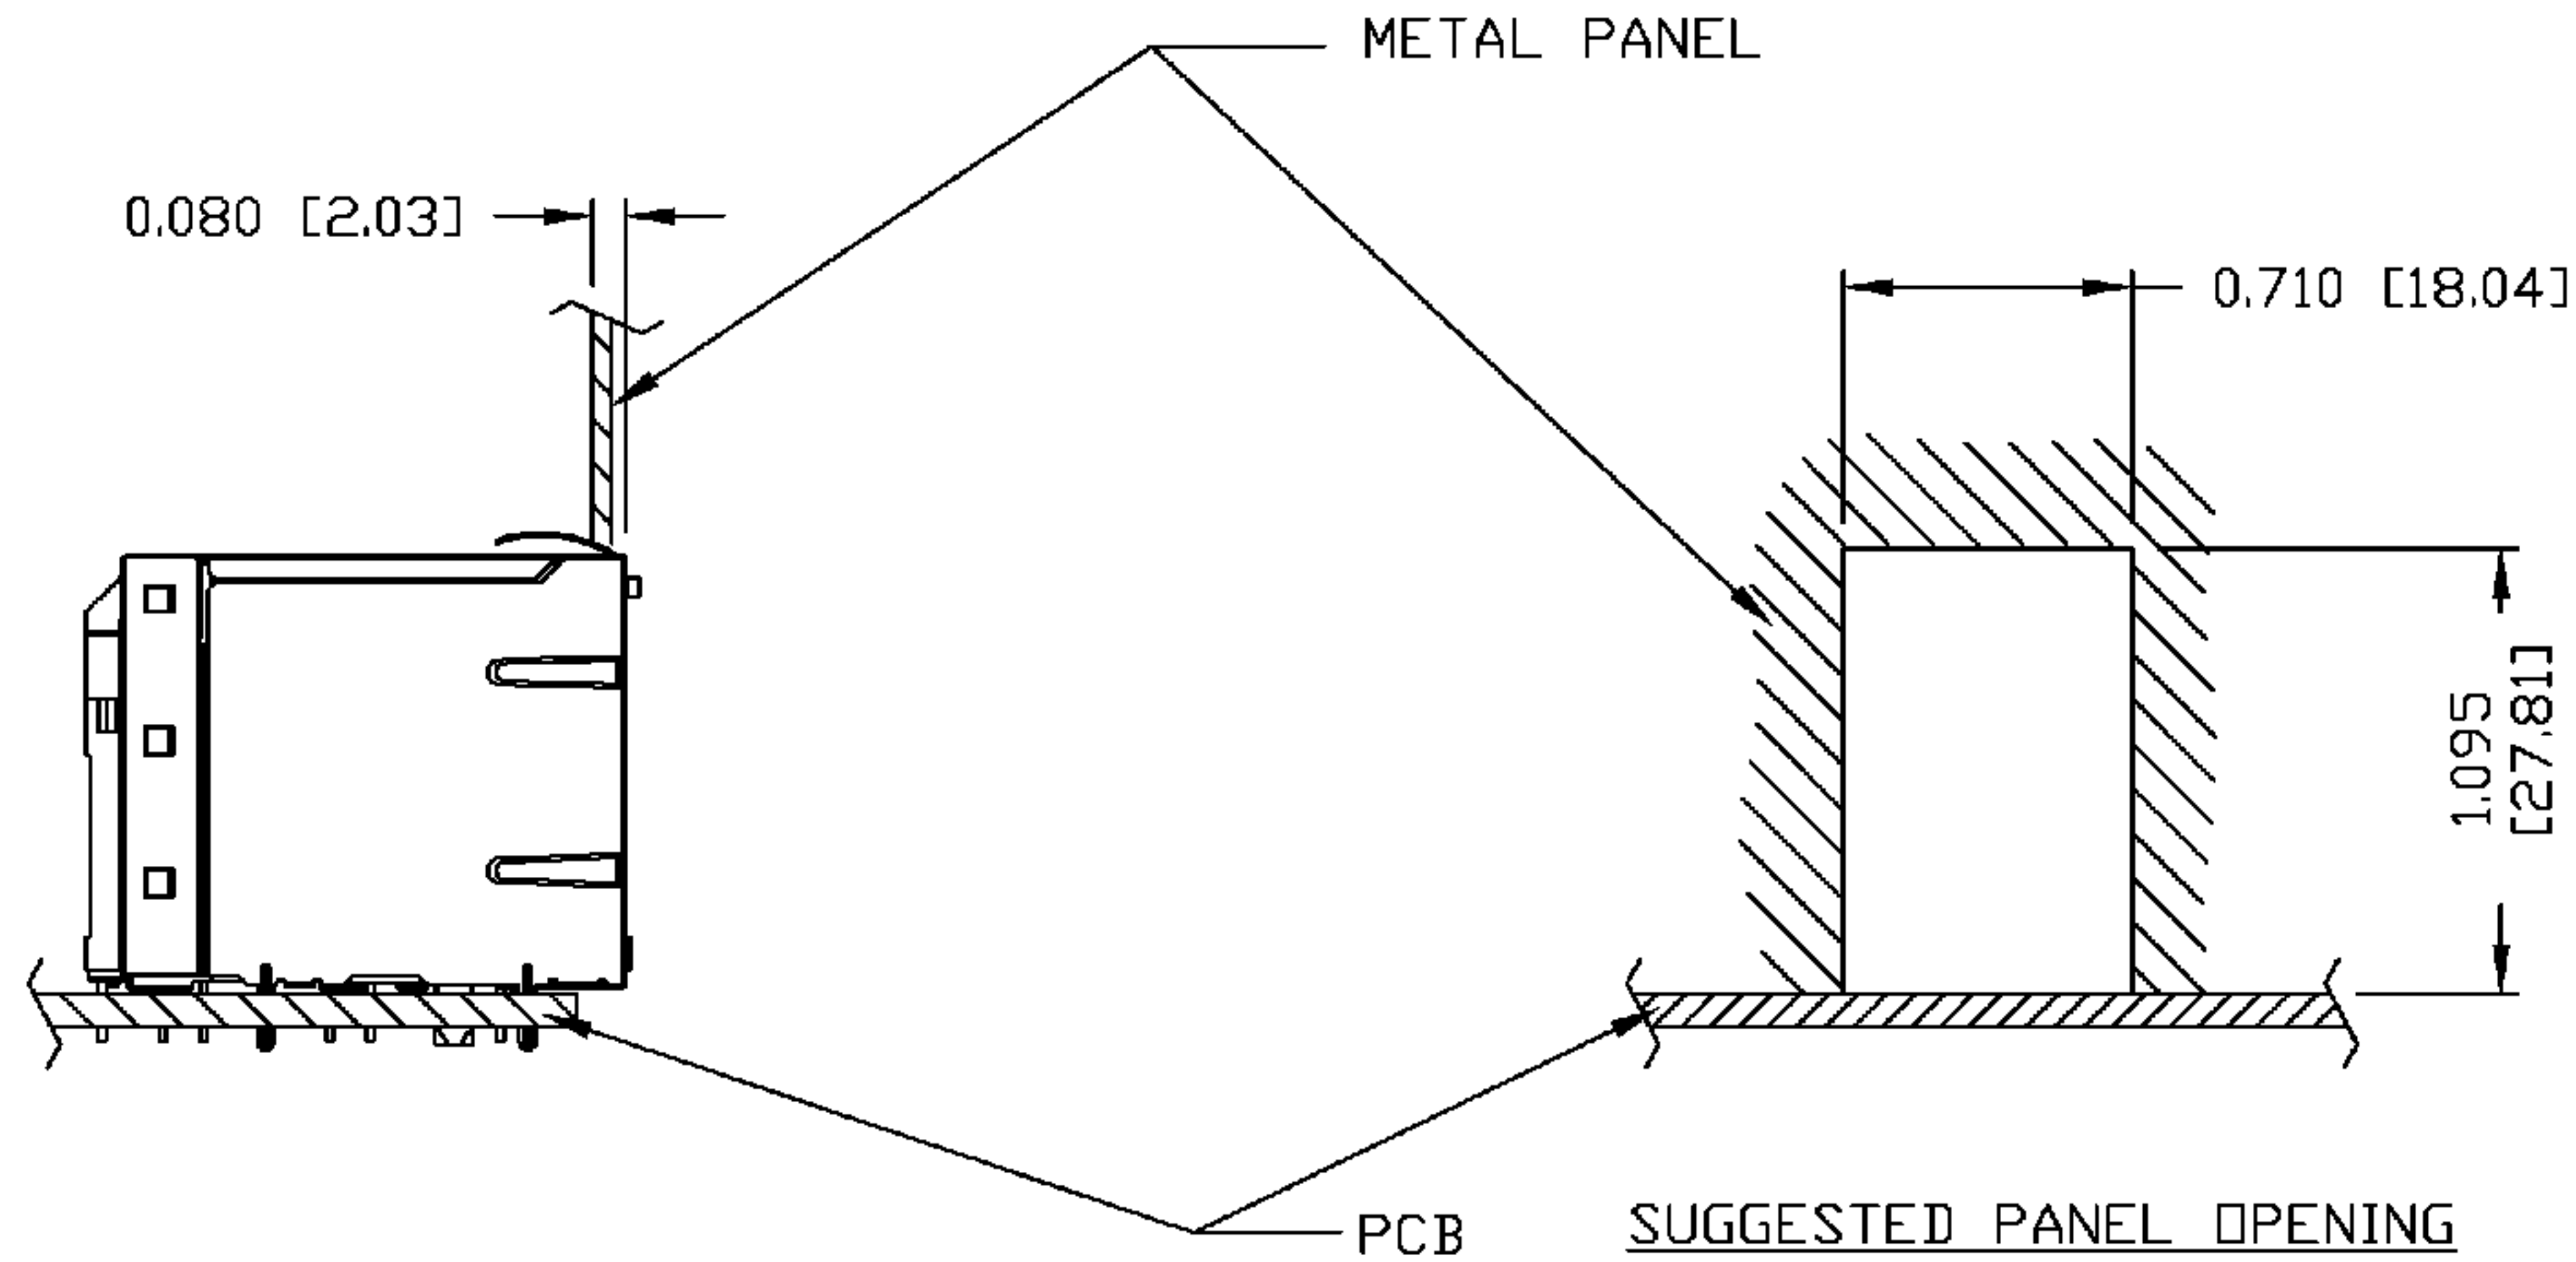 METAL PANEL
0.080 [2.03]
0.710 [18.04]
1.095
[27.81]
PCB
SUGGESTED PANEL OPENING